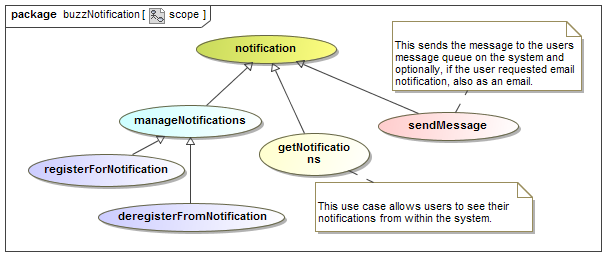 package buzzNotification [ scope ]
notification
This sends the message to the users
message queue on the system and
optionally, if the user requested email
notification, also as an email.
manageNotifications
sendMessage
getNotificatio
ns
registerForNotification
deregisterFromNotification
This use case allows users to see their
notifications from within the system.